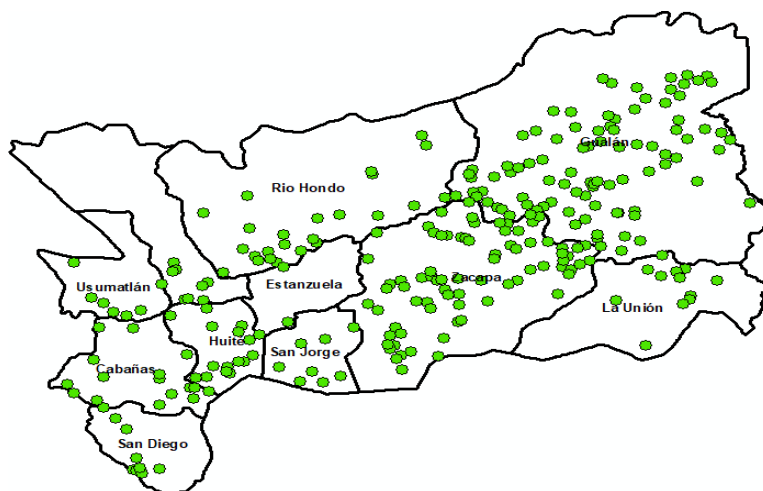 Gualán
Rio Hondo
Usumatlán
Estanzuela
Zacapa
La Unión
Huité
San Jorge
Cabañas
San Diego